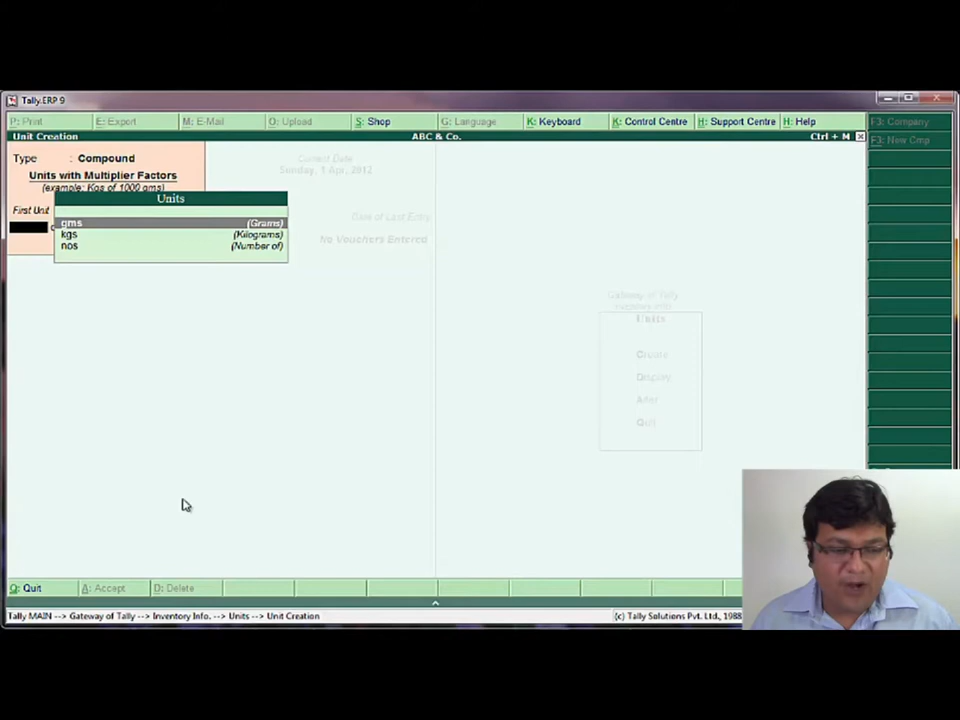 Tally.ERP 9
P: Print E: Export M: E-Mail O: Upload S: Shop G: Language K: Keyboard K: Control Centre H: Support Centre H: Help F3: Company
Unit Creation ABC & Co. Ctrl + M
F3: New Cmp
Type : Compound
Current Date
Sunday, 1 Apr, 2012
Units with Multiplier Factors
(example: Kgs of 1000 gms)
Units
First Unit
Date of Last Entry
gms (Grams)
kgs (Kilograms)
No Vouchers Entered
nos (Number of)
Gateway of Tally
Inventory Info.
Units
Create
Display
Alter
Quit
Q: Quit A: Accept D: Delete
Tally MAIN --> Gateway of Tally --> Inventory Info. --> Units --> Unit Creation (c) Tally Solutions Pvt. Ltd., 1988